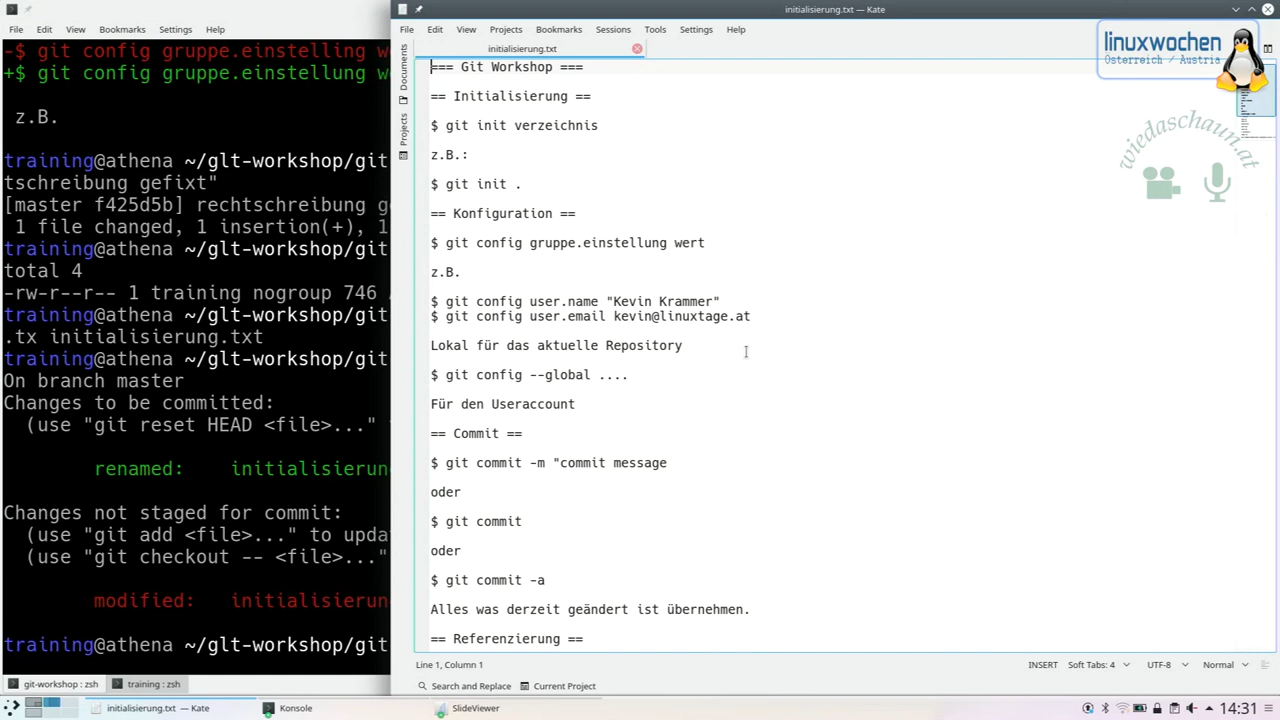 File Edit View Bookmarks Settings Help
-$ git config gruppe.einstelling
+$ git config gruppe.einstellung
z.B.
training@athena ~/glt-workshop/git
tschreibung gefixt"
[master f425d5b] rechtschreibung
1 file changed, 1 insertion(+), 1
training@athena ~/glt-workshop/git
total 4
-rw-r--r-- 1 training nogroup 746
training@athena ~/glt-workshop/git
.tx initialisierung.txt
training@athena ~/glt-workshop/git
On branch master
Changes to be committed:
(use "git reset HEAD <file>..."
renamed: initialisierun
Changes not staged for commit:
(use "git add <file>..." to upda
(use "git checkout -- <file>..."
modified: initialisierun
training@athena ~/glt-workshop/git
git-workshop : zsh
training : zsh
initialisierung.txt — Kate
File Edit View Projects Bookmarks Sessions Tools Settings Help
initialisierung.txt
Documents
Projects
=== Git Workshop ===
== Initialisierung ==
$ git init verzeichnis
z.B.:
$ git init .
== Konfiguration ==
$ git config gruppe.einstellung wert
z.B.
$ git config user.name "Kevin Krammer"
$ git config user.email kevin@linuxtage.at
Lokal für das aktuelle Repository
$ git config --global ....
Für den Useraccount
== Commit ==
$ git commit -m "commit message
oder
$ git commit
oder
$ git commit -a
Alles was derzeit geändert ist übernehmen.
== Referenzierung ==
linuxwochen
Österreich / Austria
wiedaschaun.at
Line 1, Column 1
INSERT Soft Tabs: 4 UTF-8 Normal
Search and Replace Current Project
initialisierung.txt — Kate
Konsole
SlideViewer
14:31